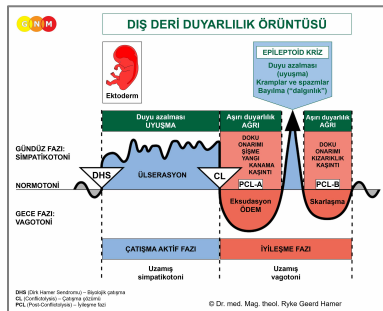 GNM
DIŞ DERİ DUYARLILIK ÖRÜNTÜSÜ
EPİLEPTOİD KRİZ
Duyu azalması
(uyuşma)
Kramplar ve spazmlar
Bayılma (“dalgınlık”)
Ektoderm
Duyu azalması
UYUŞMA
Aşırı duyarlılık
AĞRI
Aşırı duyarlılık
AĞRI
GÜNDÜZ FAZI:
SİMPATİKOTONİ
DOKU
ONARIMI
ŞİŞME
YANGI
KANAMA
KAŞINTI
DOKU
ONARIMI
KIZARIKLIK
KAŞINTI
DHS
ÜLSERASYON
CL
PCL-A
PCL-B
NORMOTONİ
GECE FAZI:
VAGOTONİ
Eksudasyon
ÖDEM
Skarlaşma
ÇATIŞMA AKTİF FAZI
İYİLEŞME FAZI
Uzamış
simpatikotoni
Uzamış
vagotoni
DHS (Dirk Hamer Sendromu) – Biyolojik çatışma
CL (Conflictolysis) – Çatışma çözümü
PCL (Post-Conflictolysis) – İyileşme fazı
© Dr. med. Mag. theol. Ryke Geerd Hamer